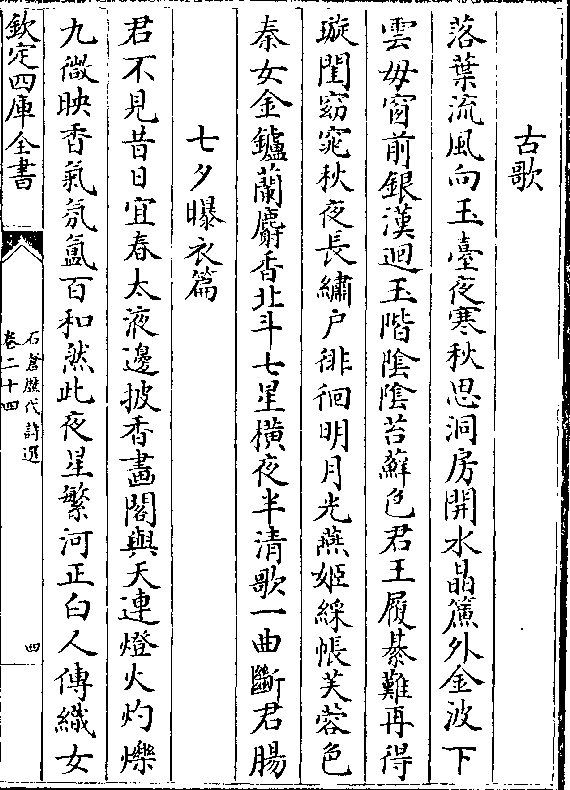 古歌
落葉流風向玉臺夜寒秋思洞房開水晶簾外金波下
雲母窗前銀漢迴玉階陰陰苔蘚色君王履綦難再得
璇閨窈窕秋夜長繡户徘徊明月光燕姬綵帳芙蓉色
秦女金鑪蘭麝香北斗七星橫夜半清歌一曲斷君腸
七夕曝衣篇
君不見昔日宜春太液邊披香畫閣與天連燈火灼爍
九微映香氣氛氲百和然此夜星繁河正白人傳織女
欽定四庫全書
石倉歷代詩選
卷二十四
四